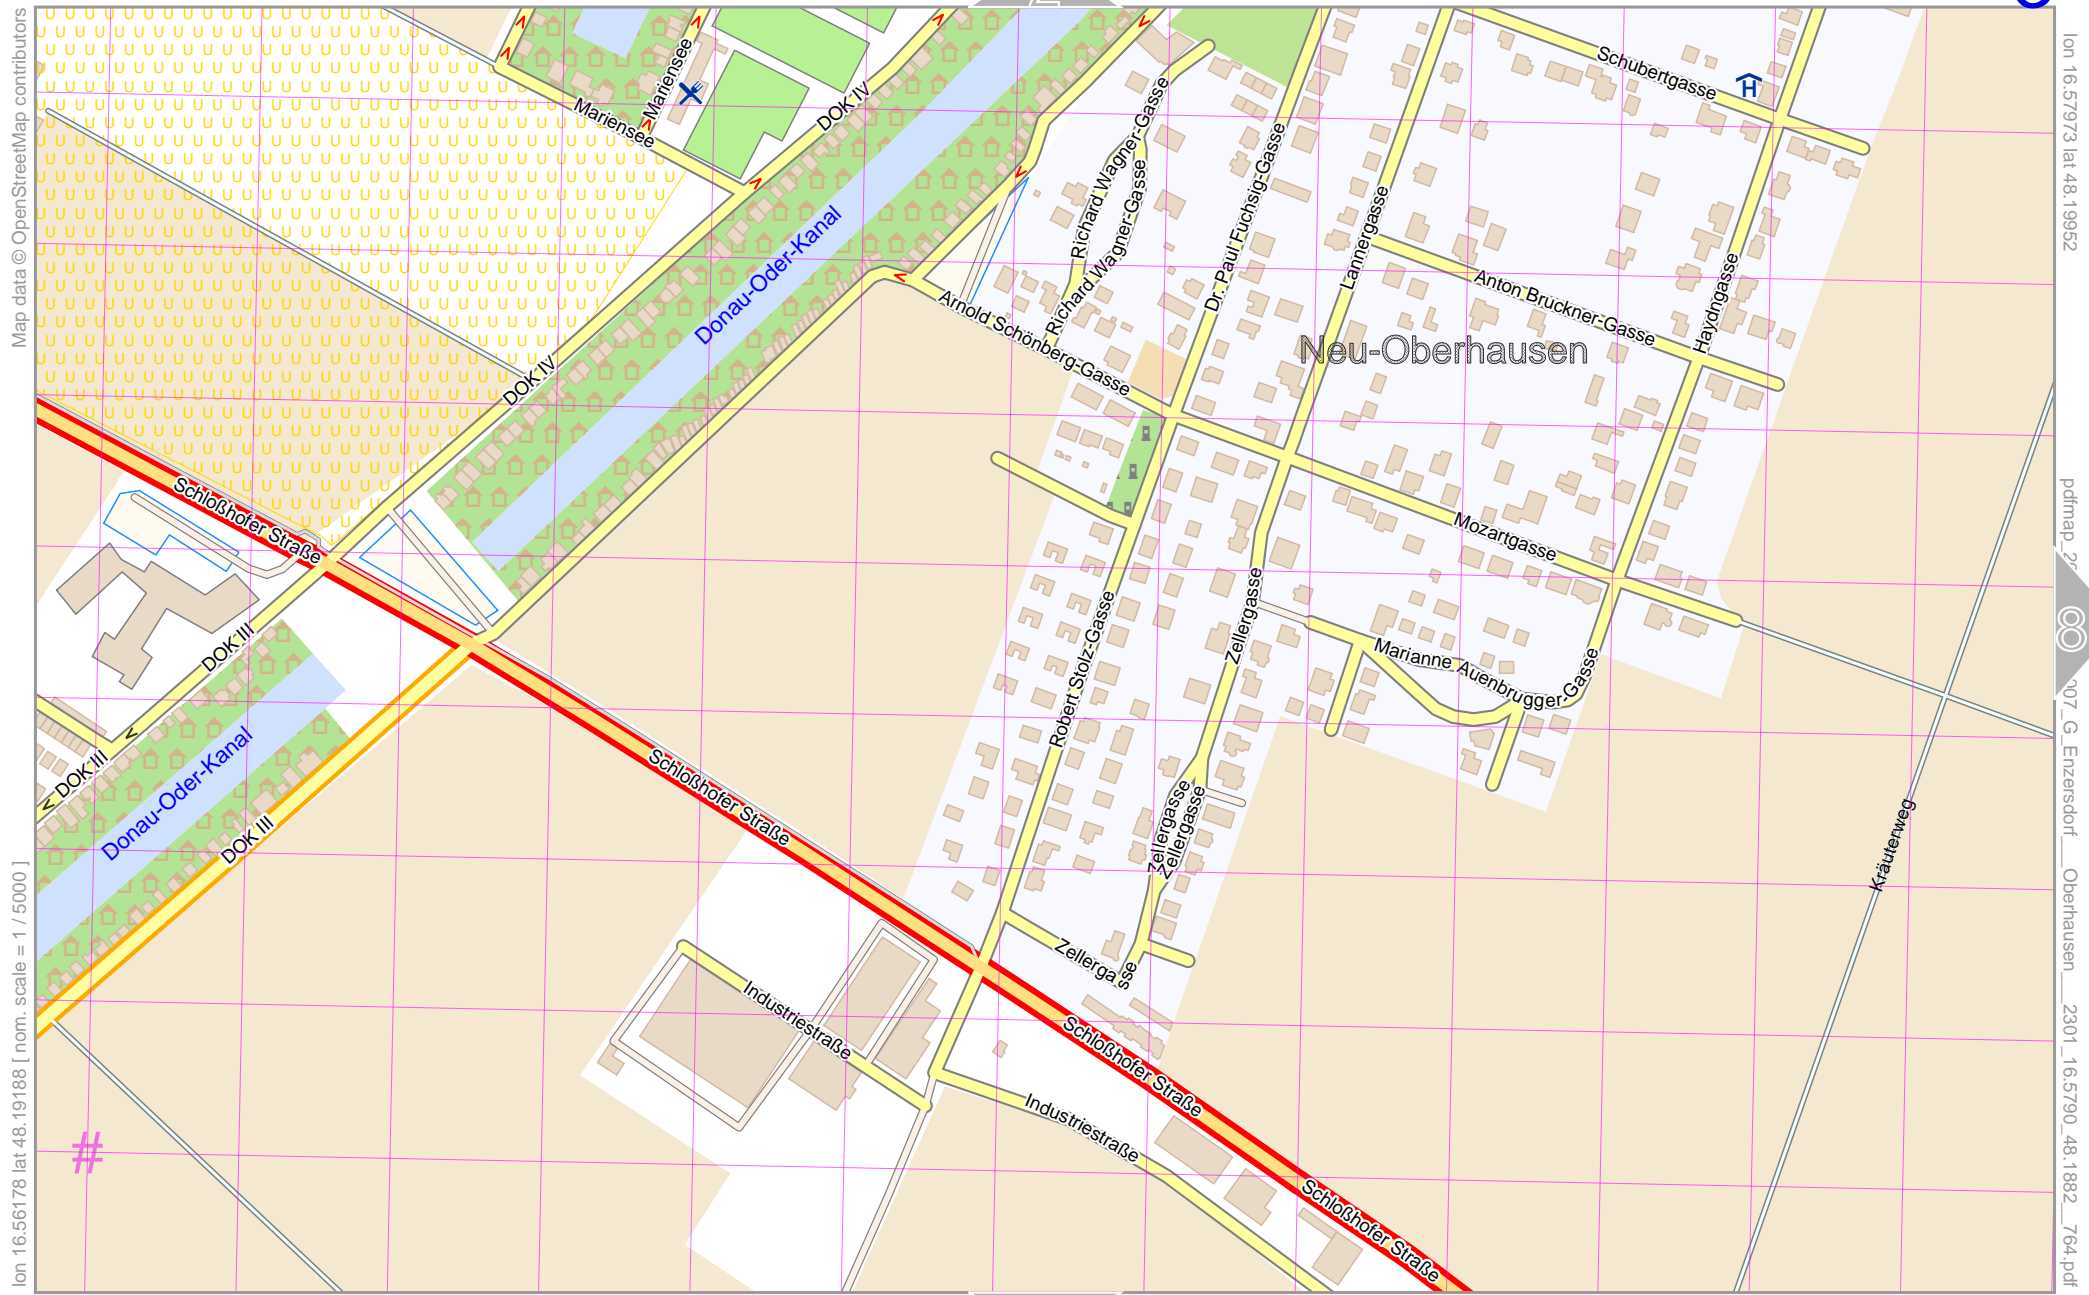 Map data © OpenStreetMap contributors
lon 16.56178 lat 48.19188 [ nom. scale = 1 / 5000 ]
lon 16.57973 lat 48.19952
007_G_Enzersdorf___Oberhausen___2301_16.5790_48.1882__764.pdf
8
Schubertgasse
H
Mariensee
Mariensee
DOK IV
Richard Wagner-Gasse
Richard Wagner-Gasse
Dr. Paul Fuchsig-Gasse
Lannergasse
Donau-Oder-Kanal
Anton Bruckner-Gasse
Haydngasse
Arnold Schönberg-Gasse
Neu-Oberhausen
DOK IV
Schloßhofer Straße
Mozartgasse
Zellergasse
Robert Stolz-Gasse
DOK III
Marianne Auenbrugger-Gasse
Donau-Oder-Kanal
DOK III
DOK III
Schloßhofer Straße
Zellergasse
Zellergasse
Kräuterweg
Zellergasse
Industriestraße
Schloßhofer Straße
Industriestraße
Schloßhofer Straße
#